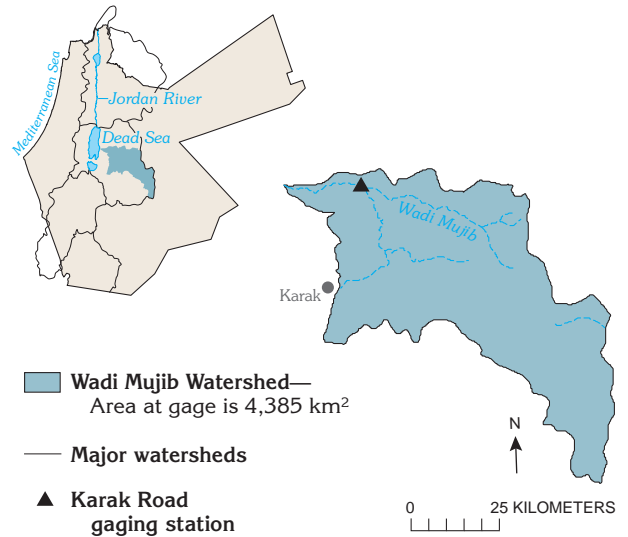 Mediterranean Sea
Jordan River
Dead Sea
Wadi Mujib
Karak
Wadi Mujib Watershed—
Area at gage is 4,385 km²
Major watersheds
Karak Road
gaging station
N
0 25 KILOMETERS